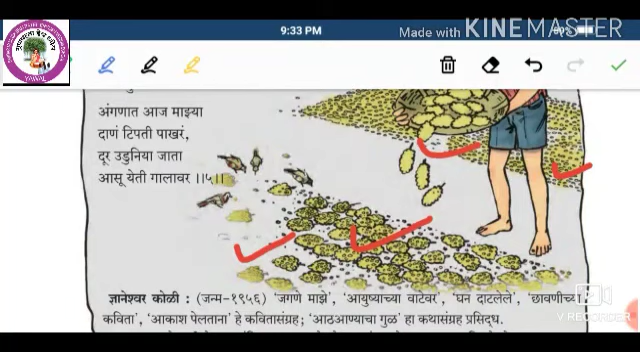 9:33 PM
Made with KINEMASTER
अंगणात आज माझ्या
दाणं टिपती पाखरं,
दूर उडुनिया जाता
आसू येती गालावर ।।५।।
ज्ञानेश्वर कोळी : (जन्म-१९५६) 'जगणे माझे', 'आयुष्याच्या वाटेवर', 'घन दाटलेले', 'छावणीच्या
कविता', 'आकाश पेलताना' हे कवितासंग्रह; 'आठआण्याचा गुळ' हा कथासंग्रह प्रसिद्ध.